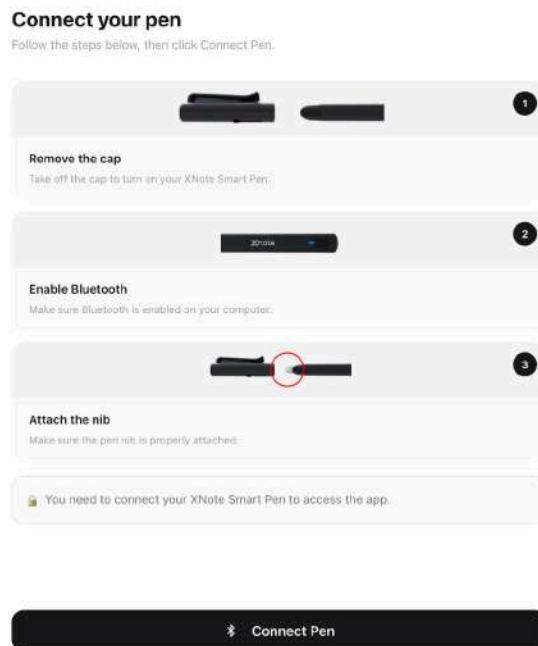 Connect your pen
Follow the steps below, then click Connect Pen.
1
Remove the cap
Take off the cap to turn on your XNote Smart Pen.
2
Enable Bluetooth
Make sure Bluetooth is enabled on your computer.
3
Attach the nib
Make sure the pen nib is properly attached.
You need to connect your XNote Smart Pen to access the app.
Connect Pen